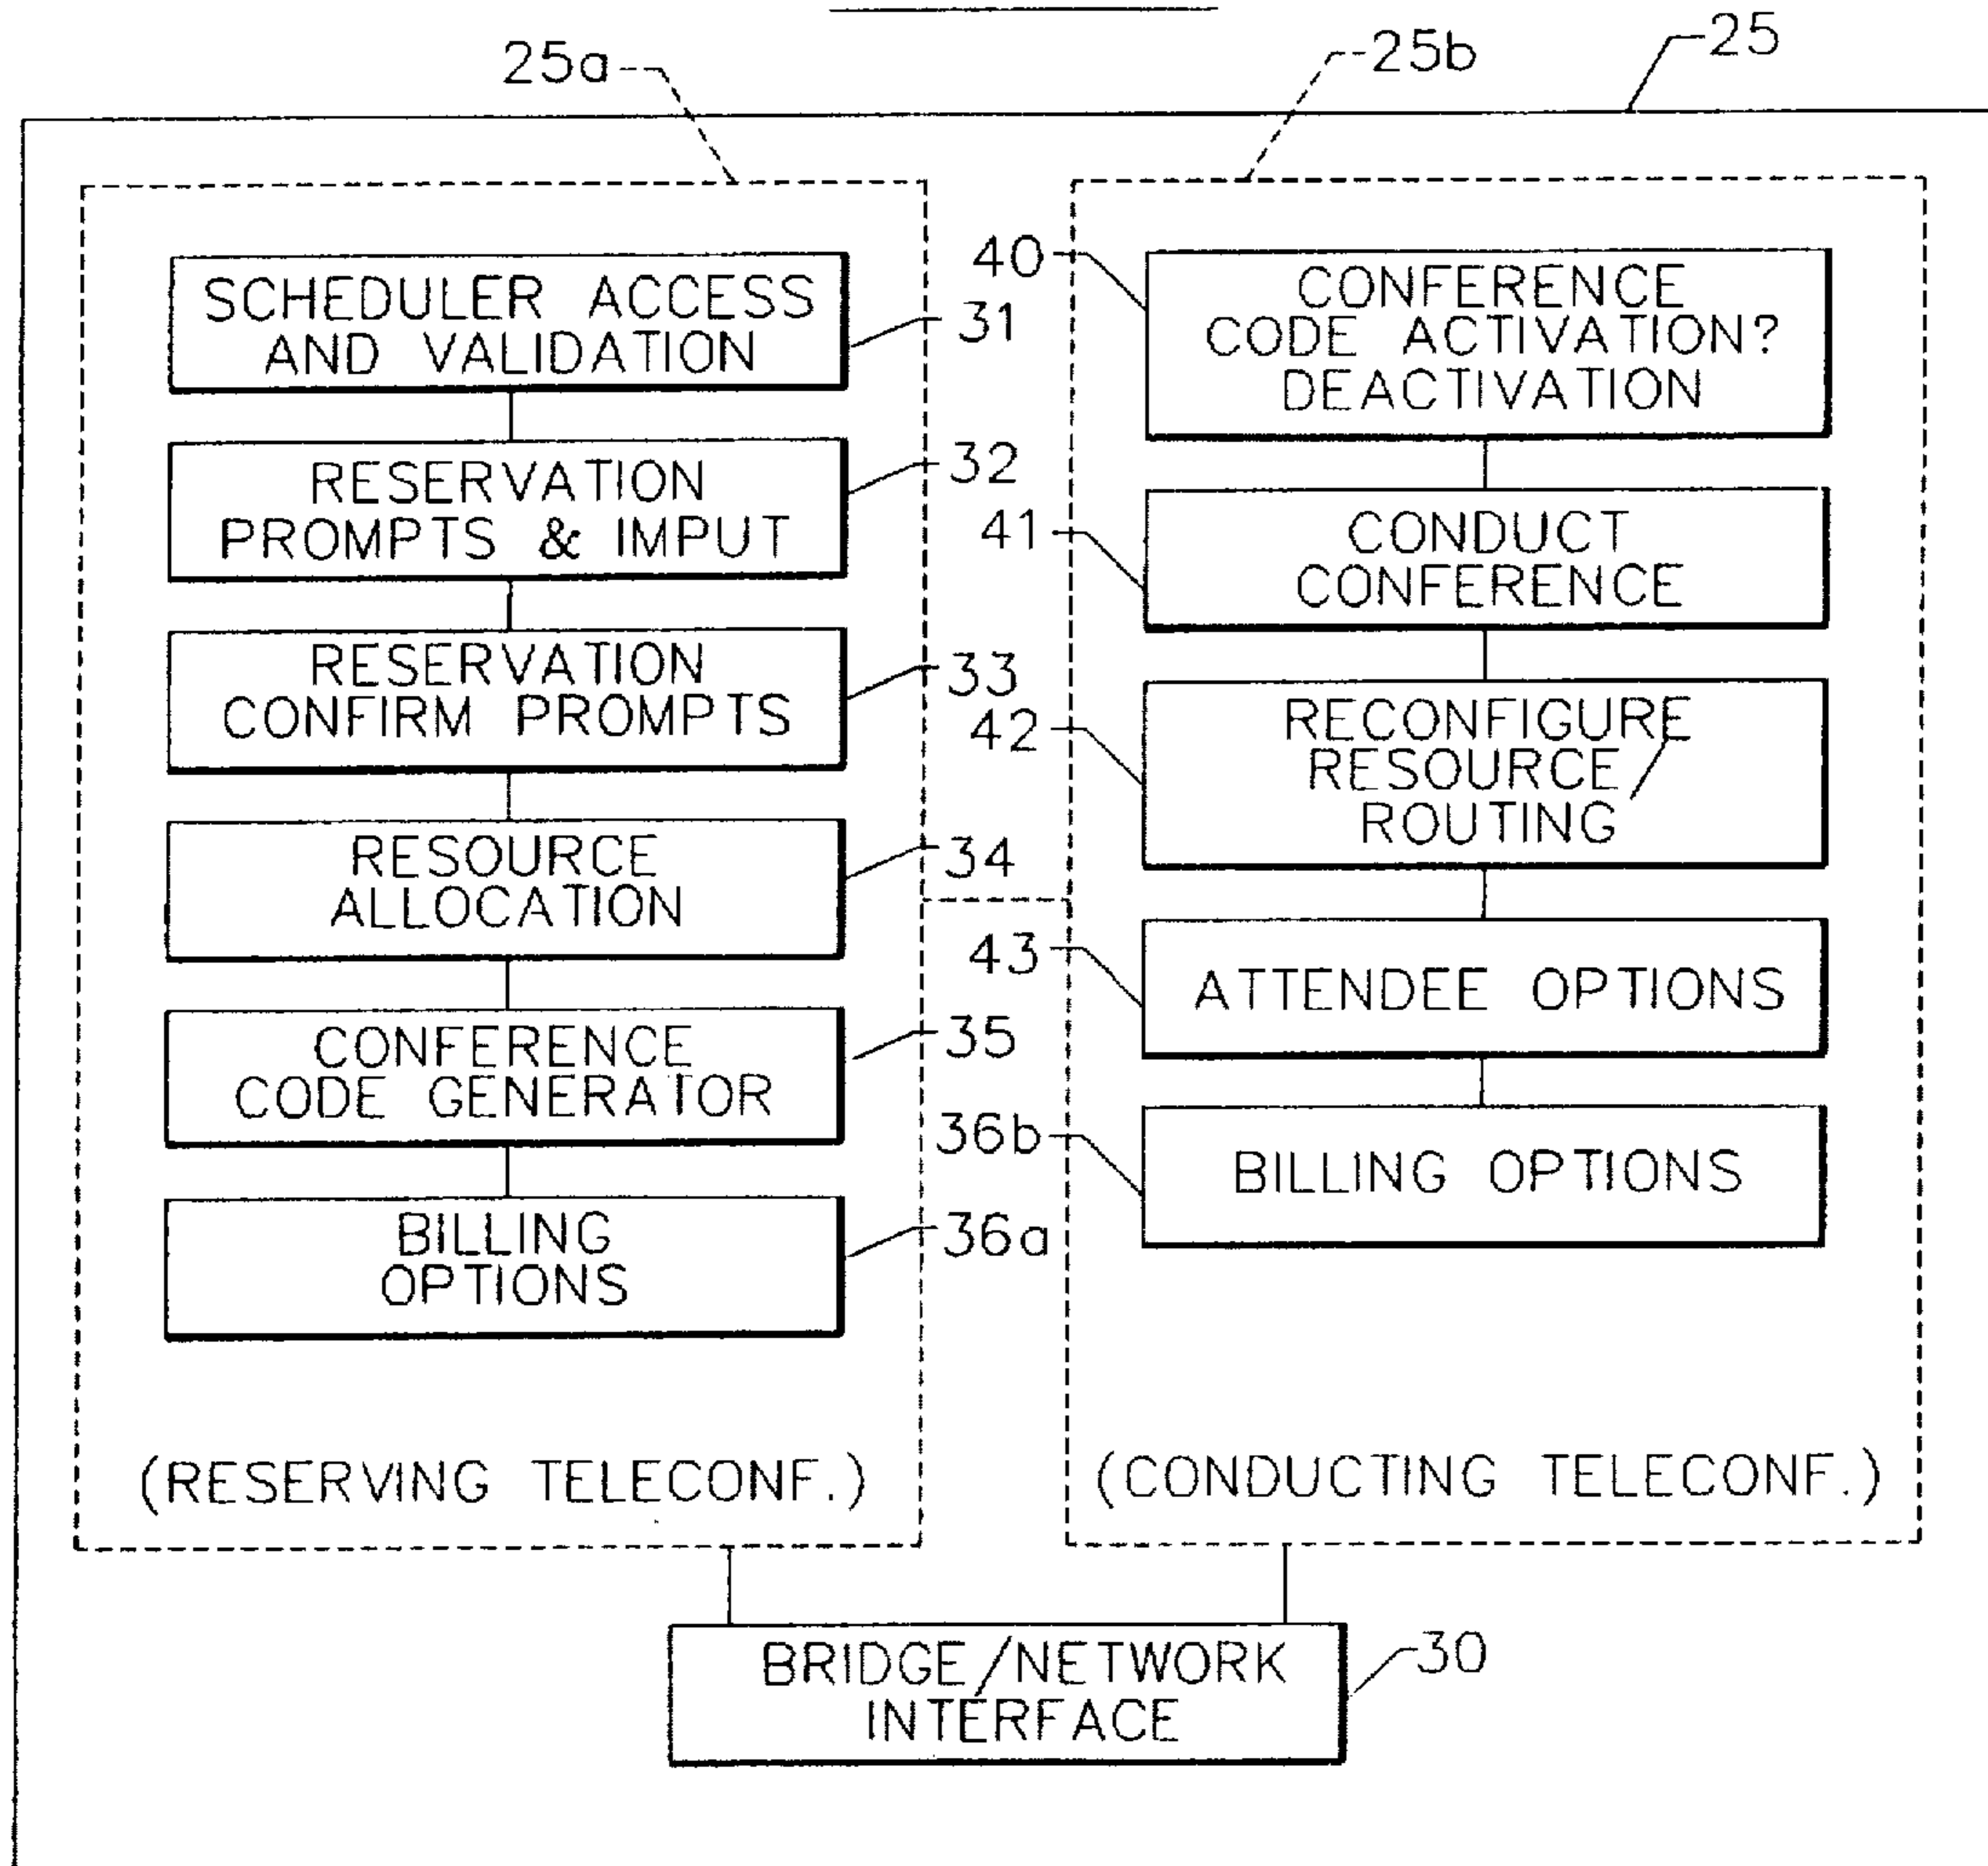 25a
25b
25
SCHEDULER ACCESS
AND VALIDATION
31
RESERVATION
PROMPTS & IMPUT
32
RESERVATION
CONFIRM PROMPTS
33
RESOURCE
ALLOCATION
34
CONFERENCE
CODE GENERATOR
35
BILLING
OPTIONS
36a
(RESERVING TELECONF.)
40
CONFERENCE
CODE ACTIVATION?
DEACTIVATION
41
CONDUCT
CONFERENCE
42
RECONFIGURE
RESOURCE/
ROUTING
43
ATTENDEE OPTIONS
36b
BILLING OPTIONS
(CONDUCTING TELECONF.)
BRIDGE/NETWORK
INTERFACE
30